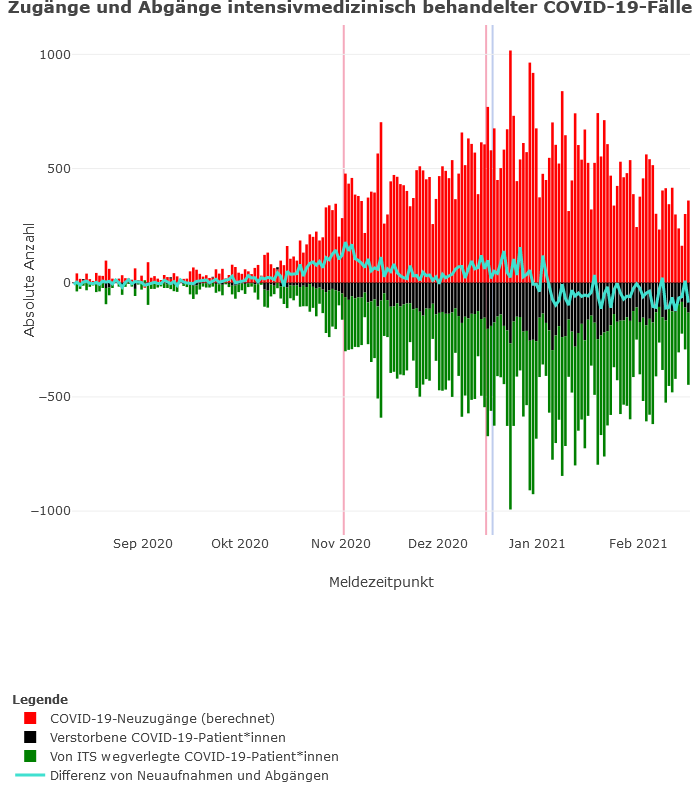 Zugänge und Abgänge intensivmedizinisch behandelter COVID-19-Fälle
1000
500
0
−500
−1000
Absolute Anzahl
Sep 2020 Okt 2020 Nov 2020 Dez 2020 Jan 2021 Feb 2021
Meldezeitpunkt
Legende
COVID-19-Neuzugänge (berechnet)
Verstorbene COVID-19-Patient*innen
Von ITS wegverlegte COVID-19-Patient*innen
Differenz von Neuaufnahmen und Abgängen